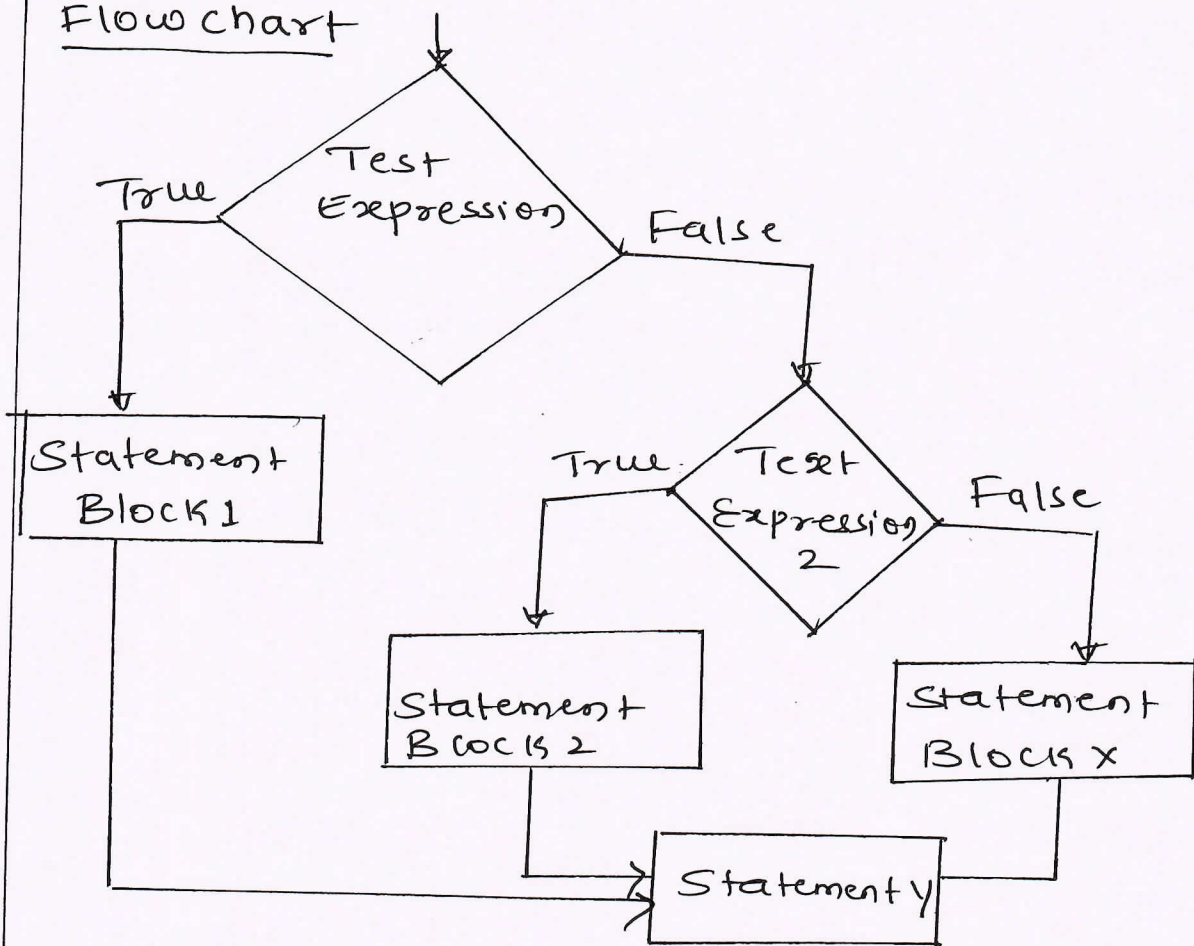 Flow chart
Test
Expression
True
False
Statement
Block 1
True
Test
Expression
2
False
Statement
Block 2
Statement
Block X
Statement y